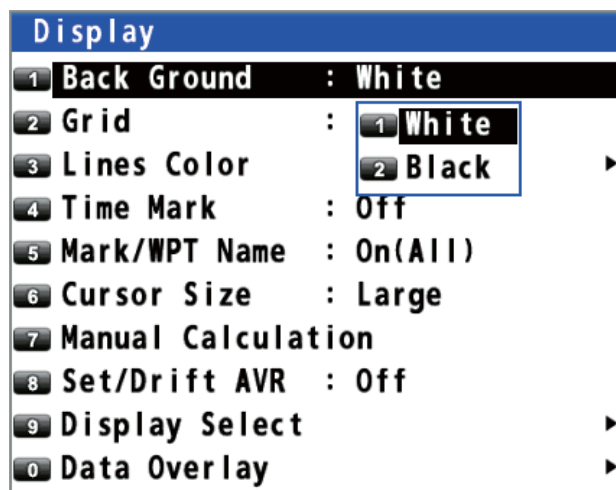 Display
1 Back Ground : White
2 Grid :
1 White
3 Lines Color ▶
2 Black
4 Time Mark : Off
5 Mark/WPT Name : On(All)
6 Cursor Size : Large
7 Manual Calculation
8 Set/Drift AVR : Off
9 Display Select ▶
0 Data Overlay ▶